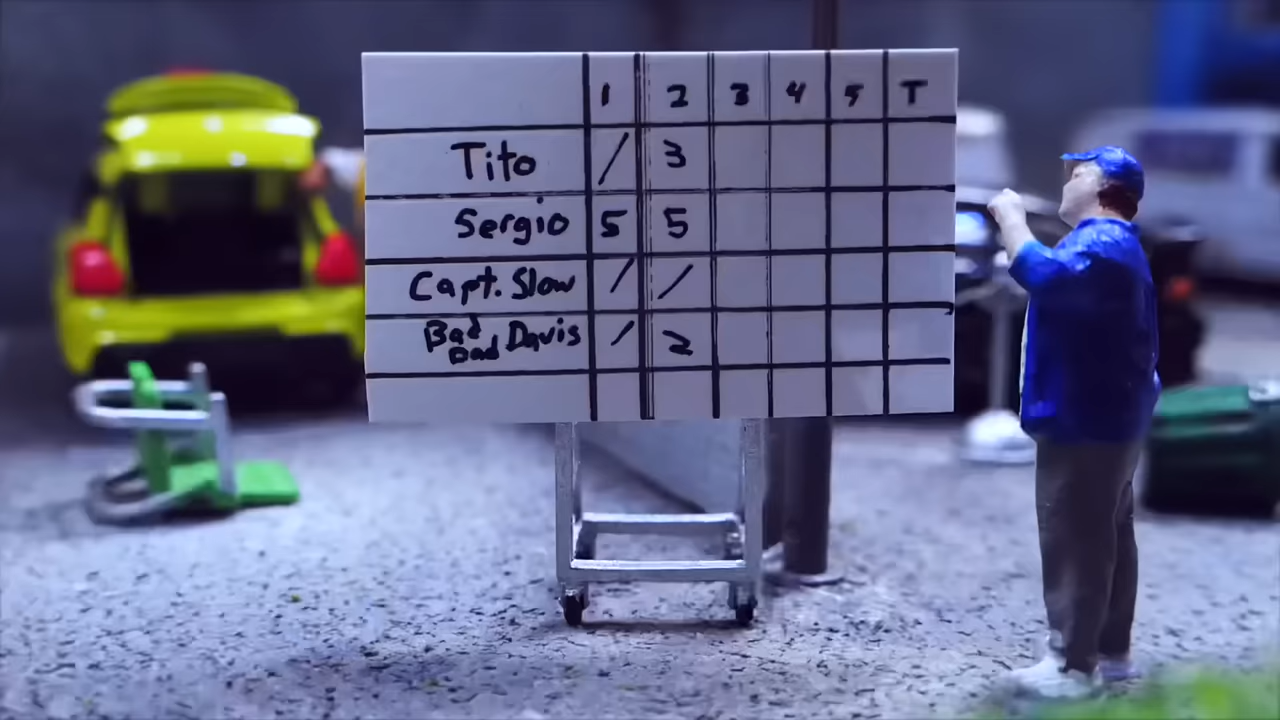 1 2 3 4 5 T
Tito / 3
Sergio 5 5
Capt. Slow / /
Bad Dad Davis / 2